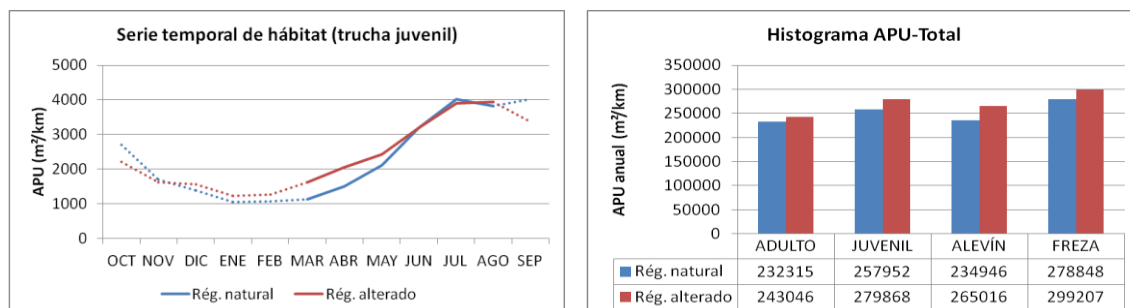 Serie temporal de hábitat (trucha juvenil)
APU (m²/km)
5000
4000
3000
2000
1000
0
OCT NOV DIC ENE FEB MAR ABR MAY JUN JUL AGO SEP
Rég. natural Rég. alterado
Histograma APU-Total
APU anual (m²/km)
350000
300000
250000
200000
150000
100000
50000
0
ADULTO JUVENIL ALEVÍN FREZA
Rég. natural 232315 257952 234946 278848
Rég. alterado 243046 279868 265016 299207